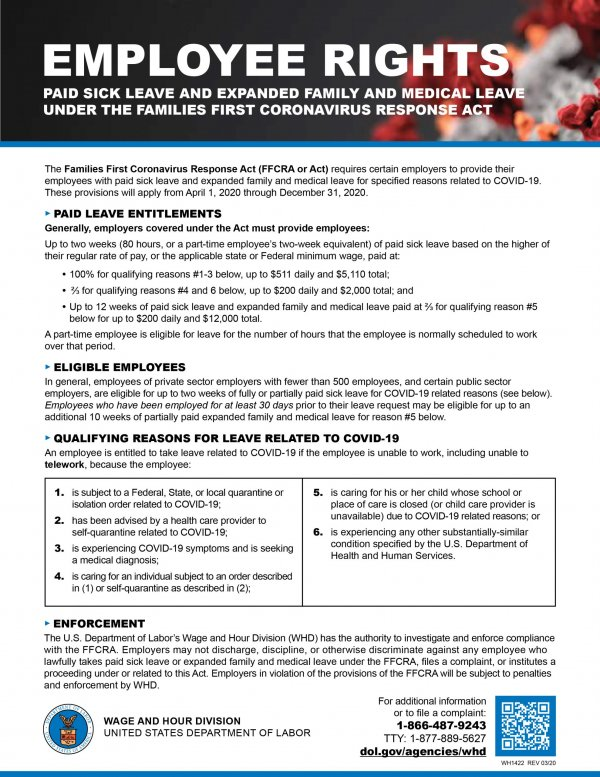 EMPLOYEE RIGHTS
PAID SICK LEAVE AND EXPANDED FAMILY AND MEDICAL LEAVE
UNDER THE FAMILIES FIRST CORONAVIRUS RESPONSE ACT
The Families First Coronavirus Response Act (FFCRA or Act) requires certain employers to provide their
employees with paid sick leave and expanded family and medical leave for specified reasons related to COVID-19.
These provisions will apply from April 1, 2020 through December 31, 2020.
▸ PAID LEAVE ENTITLEMENTS
Generally, employers covered under the Act must provide employees:
Up to two weeks (80 hours, or a part-time employee's two-week equivalent) of paid sick leave based on the higher of
their regular rate of pay, or the applicable state or Federal minimum wage, paid at:
• 100% for qualifying reasons #1-3 below, up to $511 daily and $5,110 total;
• ⅔ for qualifying reasons #4 and 6 below, up to $200 daily and $2,000 total; and
• Up to 12 weeks of paid sick leave and expanded family and medical leave paid at ⅔ for qualifying reason #5
below for up to $200 daily and $12,000 total.
A part-time employee is eligible for leave for the number of hours that the employee is normally scheduled to work
over that period.
▸ ELIGIBLE EMPLOYEES
In general, employees of private sector employers with fewer than 500 employees, and certain public sector
employers, are eligible for up to two weeks of fully or partially paid sick leave for COVID-19 related reasons (see below).
Employees who have been employed for at least 30 days prior to their leave request may be eligible for up to an
additional 10 weeks of partially paid expanded family and medical leave for reason #5 below.
▸ QUALIFYING REASONS FOR LEAVE RELATED TO COVID-19
An employee is entitled to take leave related to COVID-19 if the employee is unable to work, including unable to
telework, because the employee:
1. is subject to a Federal, State, or local quarantine or
isolation order related to COVID-19;
2. has been advised by a health care provider to
self-quarantine related to COVID-19;
3. is experiencing COVID-19 symptoms and is seeking
a medical diagnosis;
4. is caring for an individual subject to an order described
in (1) or self-quarantine as described in (2);
5. is caring for his or her child whose school or
place of care is closed (or child care provider is
unavailable) due to COVID-19 related reasons; or
6. is experiencing any other substantially-similar
condition specified by the U.S. Department of
Health and Human Services.
▸ ENFORCEMENT
The U.S. Department of Labor's Wage and Hour Division (WHD) has the authority to investigate and enforce compliance
with the FFCRA. Employers may not discharge, discipline, or otherwise discriminate against any employee who
lawfully takes paid sick leave or expanded family and medical leave under the FFCRA, files a complaint, or institutes a
proceeding under or related to this Act. Employers in violation of the provisions of the FFCRA will be subject to penalties
and enforcement by WHD.
WAGE AND HOUR DIVISION
UNITED STATES DEPARTMENT OF LABOR
For additional information
or to file a complaint:
1-866-487-9243
TTY: 1-877-889-5627
dol.gov/agencies/whd
WH1422 REV 03/20